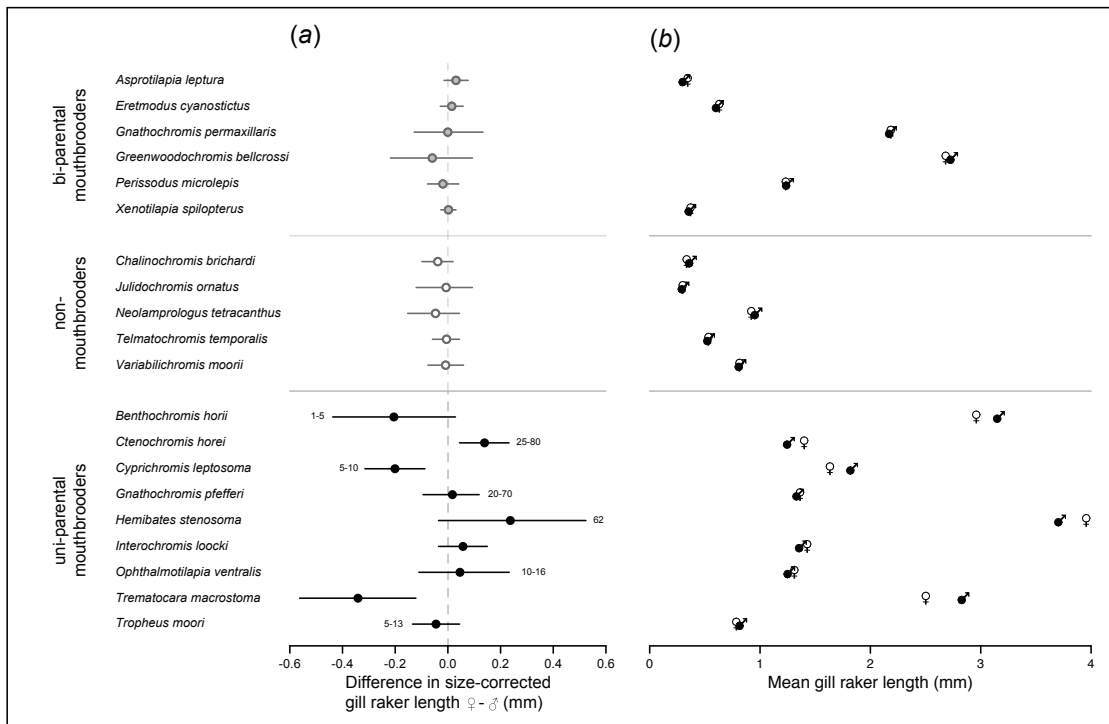 (a)
(b)
bi-parental
mouthbrooders
Asprotilapia leptura
Eretmodus cyanostictus
Gnathochromis permaxillaris
Greenwoodochromis bellcrossi
Perissodus microlepis
Xenotilapia spilopterus
non-
mouthbrooders
Chalinochromis brichardi
Julidochromis ornatus
Neolamprologus tetracanthus
Telmatochromis temporalis
Variabilichromis moorii
uni-parental
mouthbrooders
Benthochromis horii 1-5
Ctenochromis horei 25-80
Cyprichromis leptosoma 5-10
Gnathochromis pfefferi 20-70
Hemibates stenosoma 62
Interochromis loocki
Ophthalmotilapia ventralis 10-16
Trematocara macrostoma
Tropheus moori 5-13
-0.6 -0.4 -0.2 0.0 0.2 0.4 0.6
Difference in size-corrected
gill raker length ♀-♂ (mm)
0 1 2 3 4
Mean gill raker length (mm)